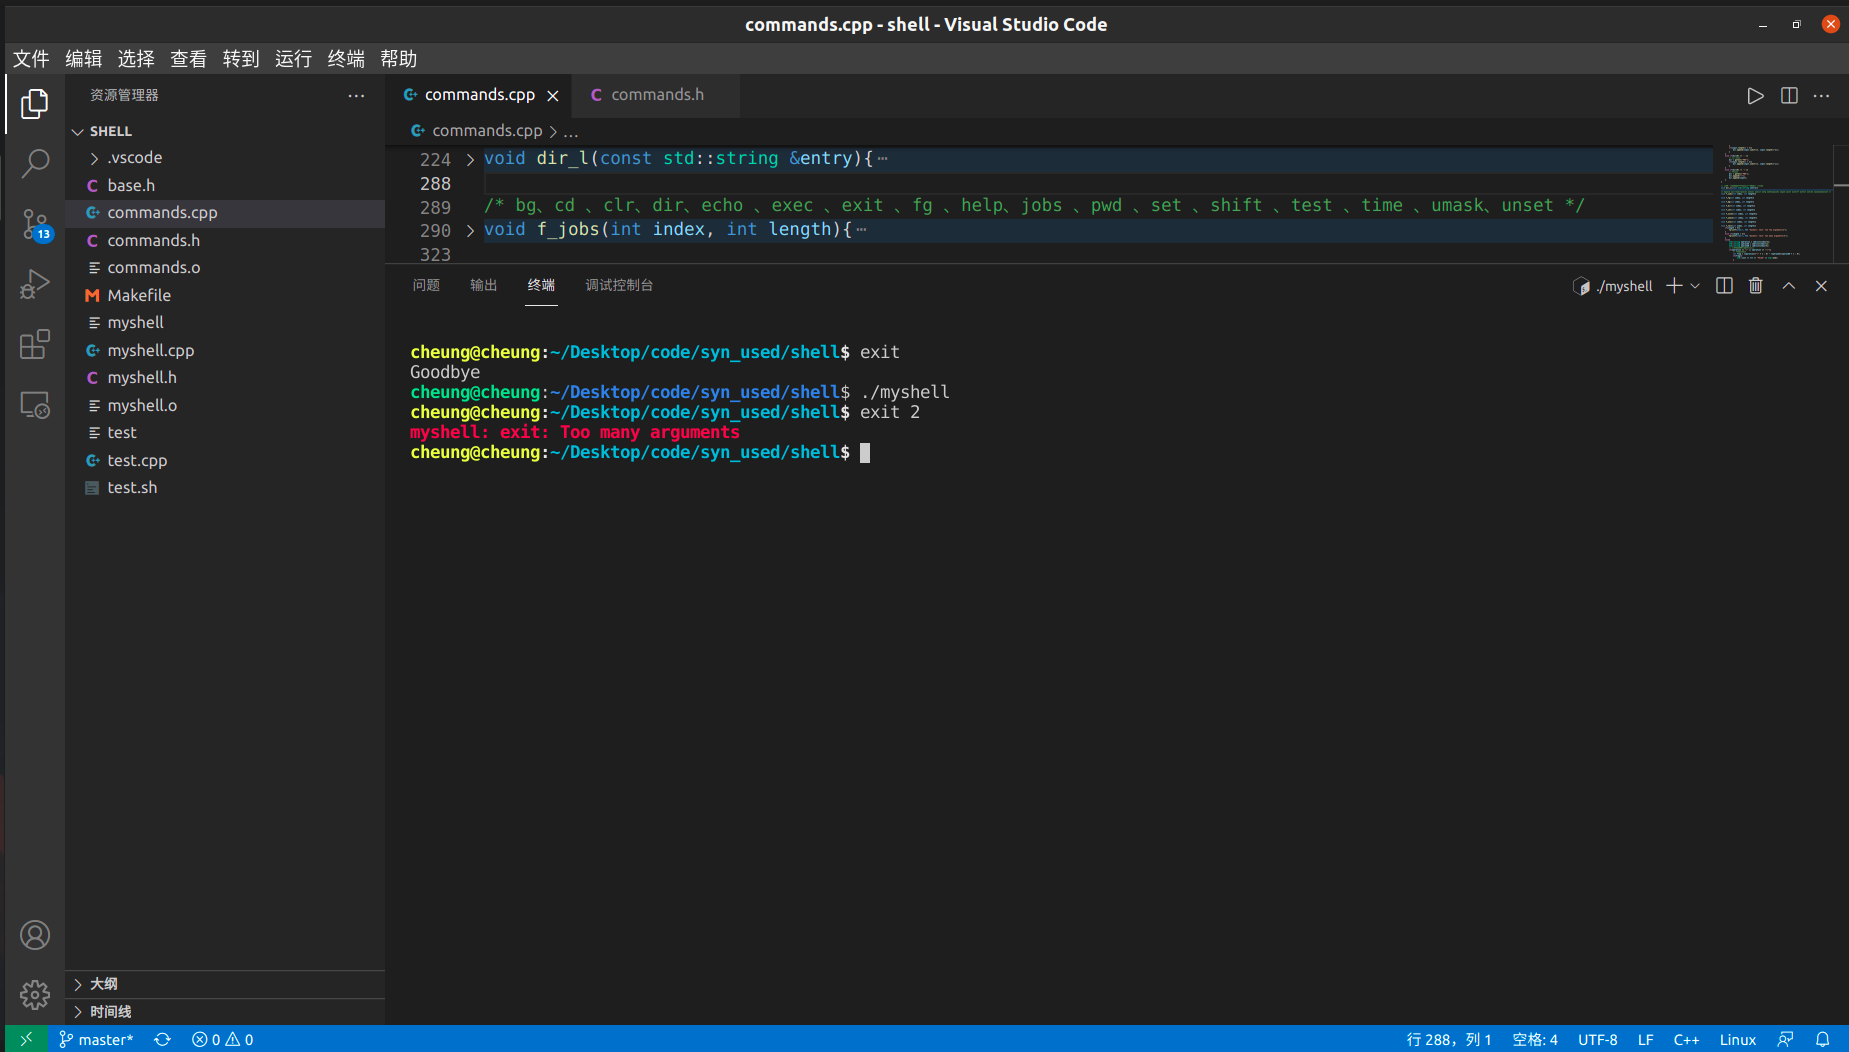 commands.cpp - shell - Visual Studio Code
文件 编辑 选择 查看 转到 运行 终端 帮助
资源管理器
SHELL
.vscode
base.h
commands.cpp
commands.h
commands.o
Makefile
myshell
myshell.cpp
myshell.h
myshell.o
test
test.cpp
test.sh
大纲
时间线
13
commands.cpp commands.h
commands.cpp > ...
224 void dir_l(const std::string &entry){
288
289 /* bg、cd 、clr、dir、echo 、exec 、exit 、fg 、help、jobs 、pwd 、set 、shift 、test 、time 、umask、unset */
290 void f_jobs(int index, int length){
323
问题 输出 终端 调试控制台
./myshell
cheung@cheung:~/Desktop/code/syn_used/shell$ exit
Goodbye
cheung@cheung:~/Desktop/code/syn_used/shell$ ./myshell
cheung@cheung:~/Desktop/code/syn_used/shell$ exit 2
myshell: exit: Too many arguments
cheung@cheung:~/Desktop/code/syn_used/shell$
master* 0 0 行 288，列 1 空格: 4 UTF-8 LF C++ Linux